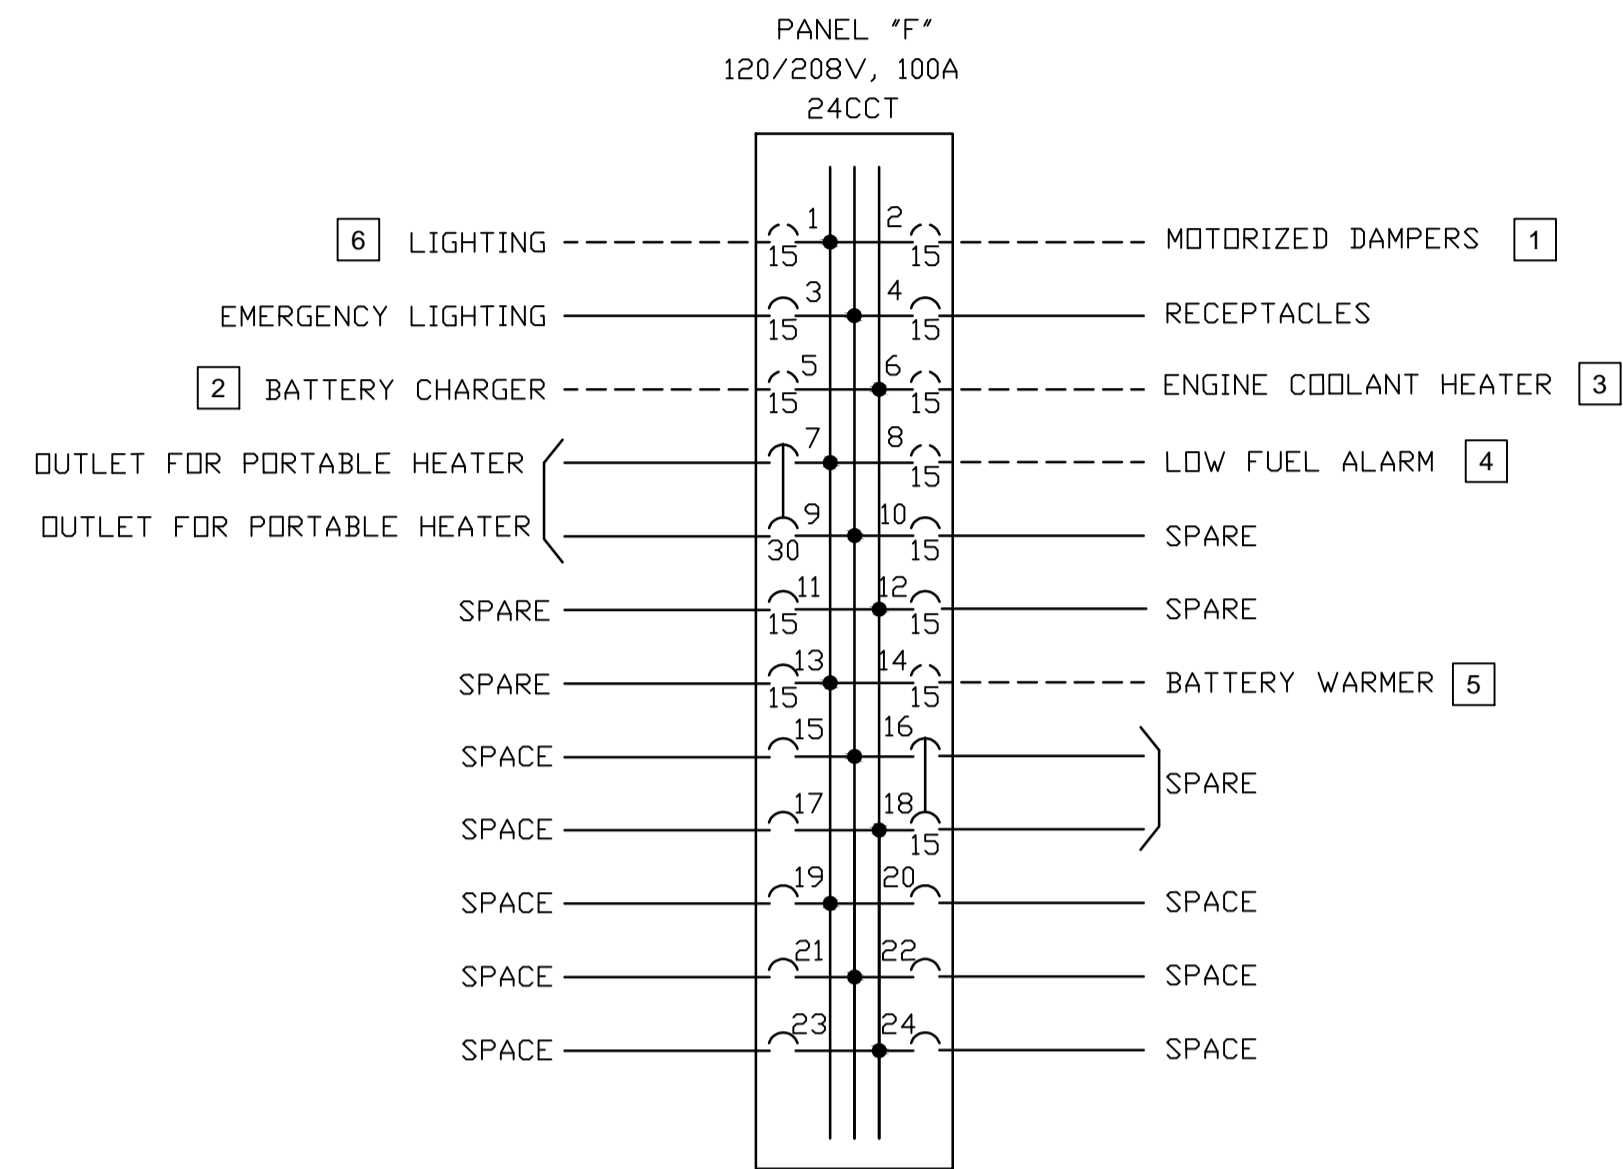 PANEL "F"
120/208V, 100A
24CCT
6 LIGHTING 1 15 2 15 MOTORIZED DAMPERS 1
EMERGENCY LIGHTING 3 15 4 15 RECEPTACLES
2 BATTERY CHARGER 5 15 6 15 ENGINE COOLANT HEATER 3
OUTLET FOR PORTABLE HEATER 7 8 15 LOW FUEL ALARM 4
OUTLET FOR PORTABLE HEATER 9 30 10 15 SPARE
SPARE 11 15 12 15 SPARE
SPARE 13 15 14 15 BATTERY WARMER 5
SPACE 15 16
SPARE
SPACE 17 18 15
SPACE 19 20 SPACE
SPACE 21 22 SPACE
SPACE 23 24 SPACE